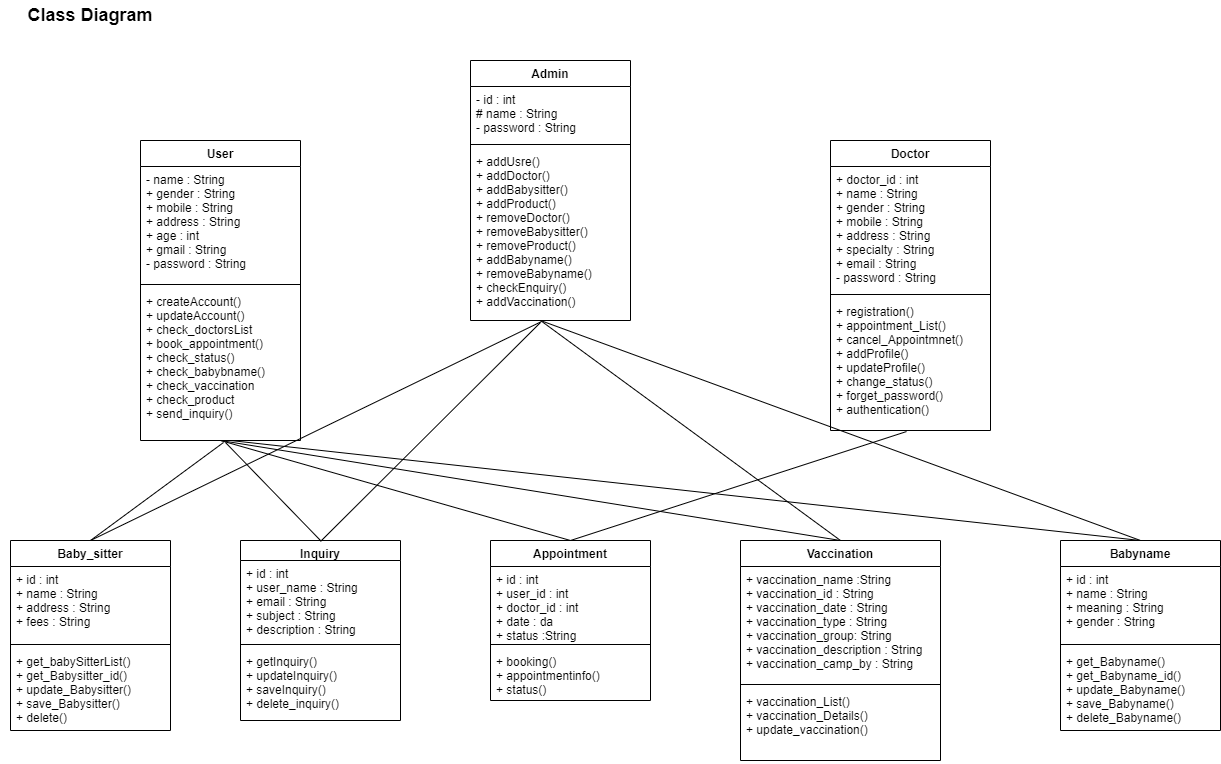 Class Diagram
Admin
- id : int
# name : String
- password : String
+ addUsre()
+ addDoctor()
+ addBabysitter()
+ addProduct()
+ removeDoctor()
+ removeBabysitter()
+ removeProduct()
+ addBabyname()
+ removeBabyname()
+ checkEnquiry()
+ addVaccination()
User
- name : String
+ gender : String
+ mobile : String
+ address : String
+ age : int
+ gmail : String
- password : String
+ createAccount()
+ updateAccount()
+ check_doctorsList
+ book_appointment()
+ check_status()
+ check_babybname()
+ check_vaccination
+ check_product
+ send_inquiry()
Doctor
+ doctor_id : int
+ name : String
+ gender : String
+ mobile : String
+ address : String
+ specialty : String
+ email : String
- password : String
+ registration()
+ appointment_List()
+ cancel_Appointmnet()
+ addProfile()
+ updateProfile()
+ change_status()
+ forget_password()
+ authentication()
Baby_sitter
+ id : int
+ name : String
+ address : String
+ fees : String
+ get_babySitterList()
+ get_Babysitter_id()
+ update_Babysitter()
+ save_Babysitter()
+ delete()
Inquiry
+ id : int
+ user_name : String
+ email : String
+ subject : String
+ description : String
+ getInquiry()
+ updateInquiry()
+ saveInquiry()
+ delete_inquiry()
Appointment
+ id : int
+ user_id : int
+ doctor_id : int
+ date : da
+ status :String
+ booking()
+ appointmentinfo()
+ status()
Vaccination
+ vaccination_name :String
+ vaccination_id : String
+ vaccination_date : String
+ vaccination_type : String
+ vaccination_group: String
+ vaccination_description : String
+ vaccination_camp_by : String
+ vaccination_List()
+ vaccination_Details()
+ update_vaccination()
Babyname
+ id : int
+ name : String
+ meaning : String
+ gender : String
+ get_Babyname()
+ get_Babyname_id()
+ update_Babyname()
+ save_Babyname()
+ delete_Babyname()